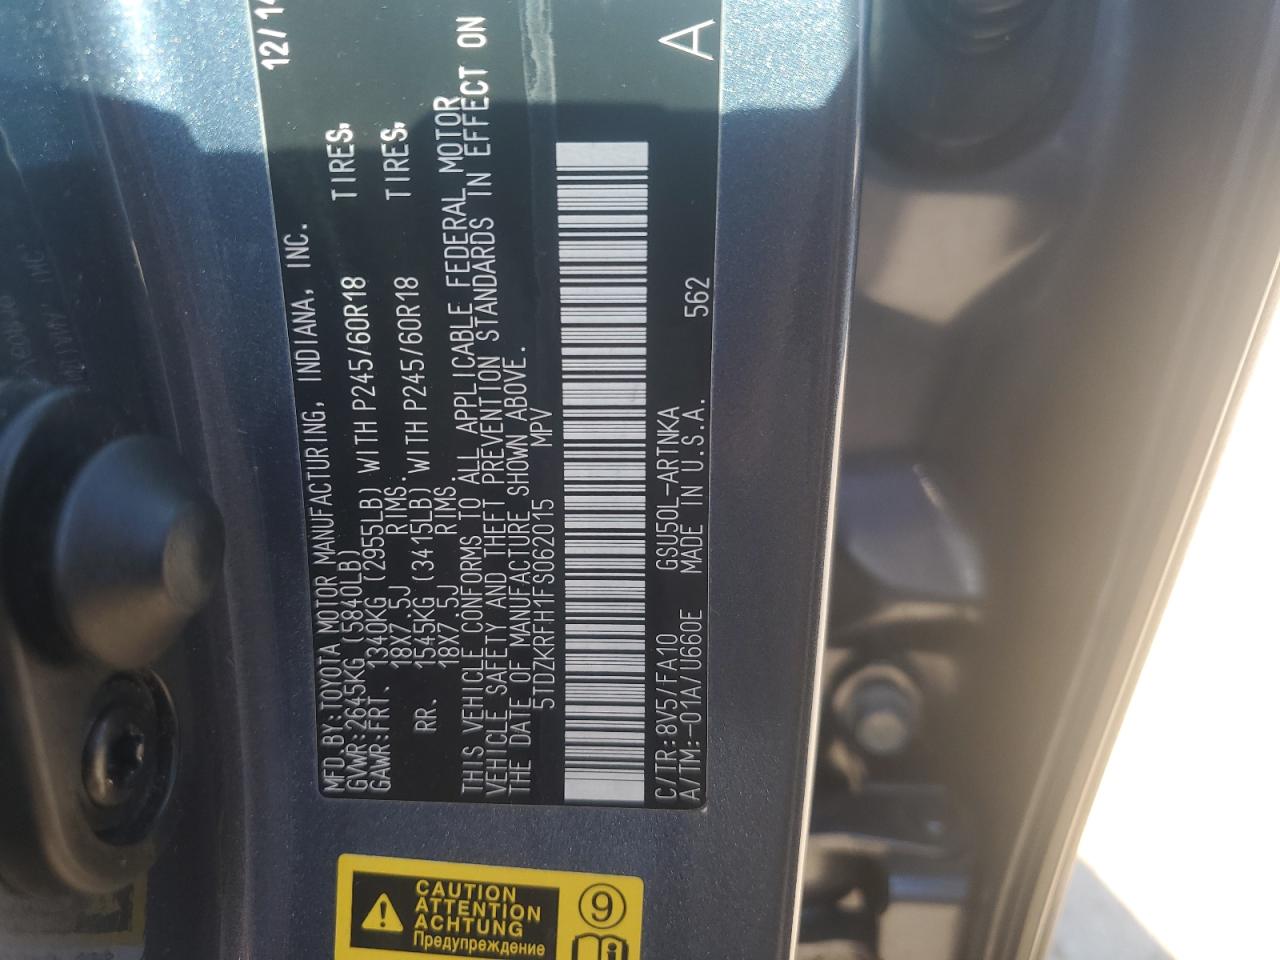 MFD.BY:TOYOTA MOTOR MANUFACTURING, INDIANA, INC. 12/14
GVWR:2645KG (5840LB)
GAWR:FRT. 1340KG (2955LB) WITH P245/60R18 TIRES,
18X7.5J RIMS.
RR. 1545KG (3415LB) WITH P245/60R18 TIRES,
18X7.5J RIMS
THIS VEHICLE CONFORMS TO ALL APPLICABLE FEDERAL MOTOR
VEHICLE SAFETY AND THEFT PREVENTION STANDARDS IN EFFECT ON
THE DATE OF MANUFACTURE SHOWN ABOVE.
5TDZKRFH1FS062015 MPV
C/TR:8V5/FA10 GSU50L-ARTNKA
A/TM:-01A/U660E MADE IN U.S.A. 562
A
CAUTION
ATTENTION
ACHTUNG
Предупреждение
9